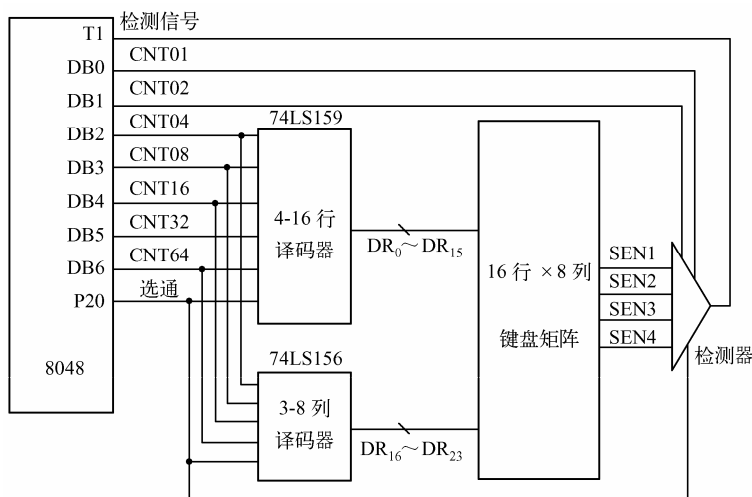 检测信号
T1
CNT01
DB0
CNT02
DB1
CNT04
74LS159
DB2
CNT08
DB3
CNT16
DB4
CNT32
DB5
CNT64
DB6
选通
P20
8048
4-16 行
译码器
DR₀～DR₁₅
16 行 × 8 列
键盘矩阵
SEN1
SEN2
SEN3
SEN4
检测器
74LS156
3-8 列
译码器
DR₁₆～DR₂₃